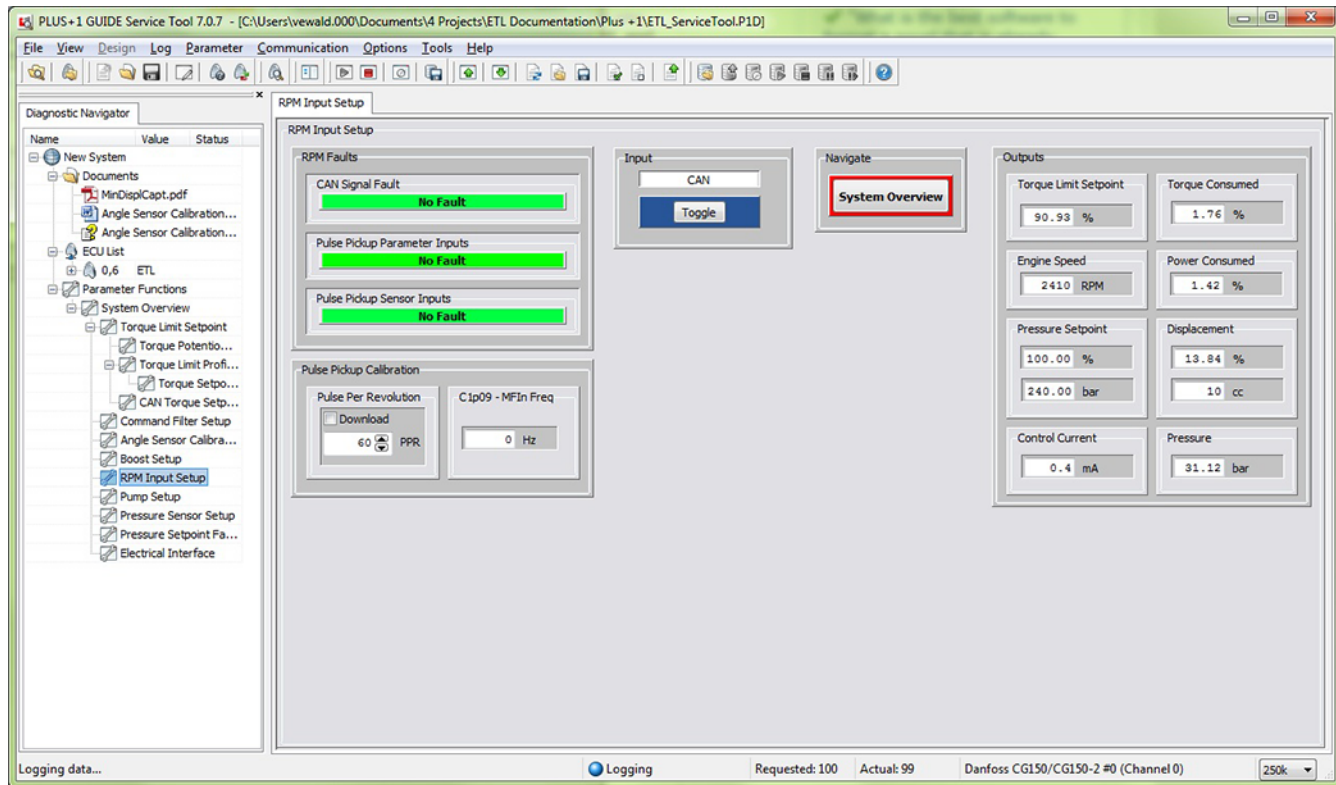 PLUS+1 GUIDE Service Tool 7.0.7 - [C:\Users\vewald.000\Documents\4 Projects\ETL Documentation\Plus +1\ETL_ServiceTool.P1D]
File View Design Log Parameter Communication Options Tools Help
Diagnostic Navigator
Name Value Status
New System
Documents
MinDisplCapt.pdf
Angle Sensor Calibration...
Angle Sensor Calibration...
ECU List
0,6 ETL
Parameter Functions
System Overview
Torque Limit Setpoint
Torque Potentio...
Torque Limit Profi...
Torque Setpo...
CAN Torque Setp...
Command Filter Setup
Angle Sensor Calibra...
Boost Setup
RPM Input Setup
Pump Setup
Pressure Sensor Setup
Pressure Setpoint Fa...
Electrical Interface
RPM Input Setup
RPM Input Setup
RPM Faults
CAN Signal Fault
No Fault
Pulse Pickup Parameter Inputs
No Fault
Pulse Pickup Sensor Inputs
No Fault
Pulse Pickup Calibration
Pulse Per Revolution
Download
60 PPR
C1p09 - MFIn Freq
0 Hz
Input
CAN
Toggle
Navigate
System Overview
Outputs
Torque Limit Setpoint
90.93 %
Torque Consumed
1.76 %
Engine Speed
2410 RPM
Power Consumed
1.42 %
Pressure Setpoint
100.00 %
240.00 bar
Displacement
13.84 %
10 cc
Control Current
0.4 mA
Pressure
31.12 bar
Logging data...
Logging
Requested: 100
Actual: 99
Danfoss CG150/CG150-2 #0 (Channel 0)
250k